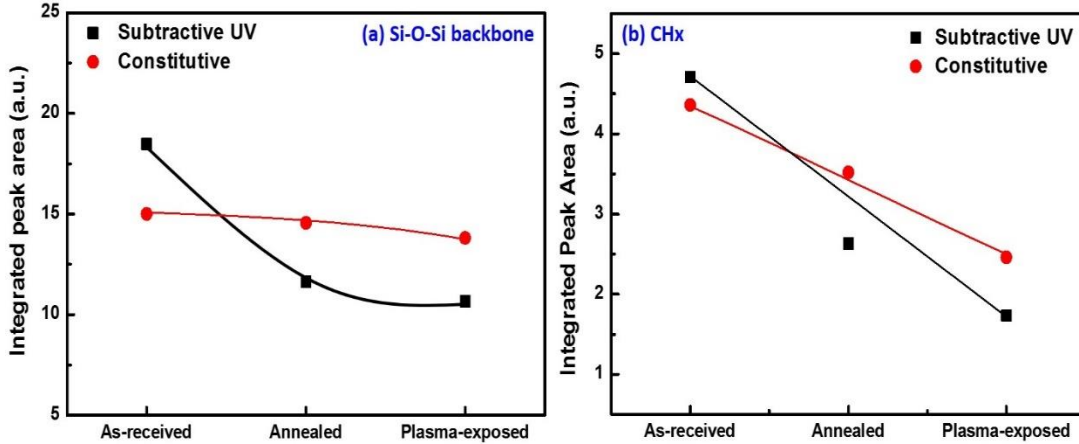 Subtractive UV
Constitutive
(a) Si-O-Si backbone
Integrated peak area (a.u.)
25
20
15
10
5
As-received
Annealed
Plasma-exposed
(b) CHx
Subtractive UV
Constitutive
Integrated Peak Area (a.u.)
5
4
3
2
1
As-received
Annealed
Plasma-exposed